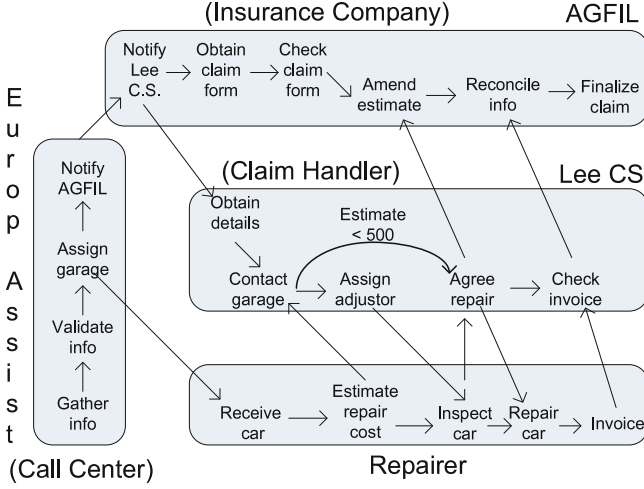 (Insurance Company)
AGFIL
Notify
Lee
C.S.
Obtain
claim
form
Check
claim
form
Amend
estimate
Reconcile
info
Finalize
claim
Europ Assist
Notify
AGFIL
Assign
garage
Validate
info
Gather
info
(Call Center)
(Claim Handler)
Lee CS
Obtain
details
Estimate
< 500
Contact
garage
Assign
adjustor
Agree
repair
Check
invoice
Receive
car
Estimate
repair
cost
Inspect
car
Repair
car
Invoice
Repairer